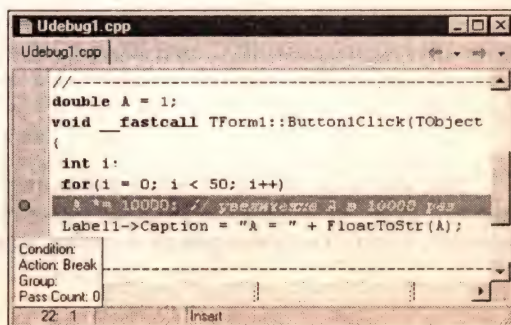 Udebug1.cpp
Udebug1.cpp
//----------------------------------------------------
double A = 1;
void __fastcall TForm1::Button1Click(TObject
{
int i;
for(i = 0; i < 50; i++)
A *= 10000; // увеличение A в 10000 раз
Label1->Caption = "A = " + FloatToStr(A);
Condition:
Action: Break
Group:
Pass Count: 0
22: 1
Insert